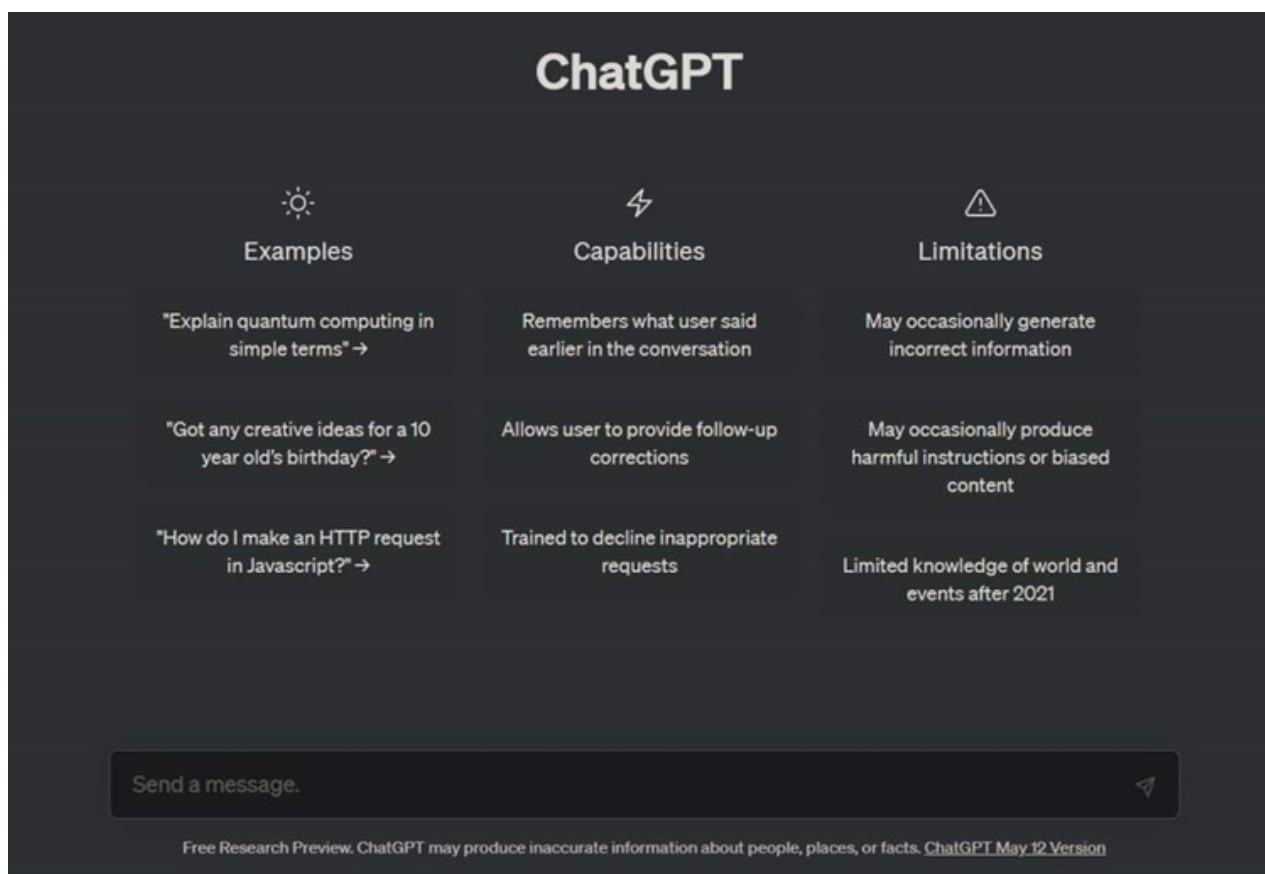 ChatGPT
Examples
"Explain quantum computing in
simple terms" →
"Got any creative ideas for a 10
year old's birthday?" →
"How do I make an HTTP request
in Javascript?" →
Capabilities
Remembers what user said
earlier in the conversation
Allows user to provide follow-up
corrections
Trained to decline inappropriate
requests
Limitations
May occasionally generate
incorrect information
May occasionally produce
harmful instructions or biased
content
Limited knowledge of world and
events after 2021
Send a message.
Free Research Preview. ChatGPT may produce inaccurate information about people, places, or facts. ChatGPT May 12 Version